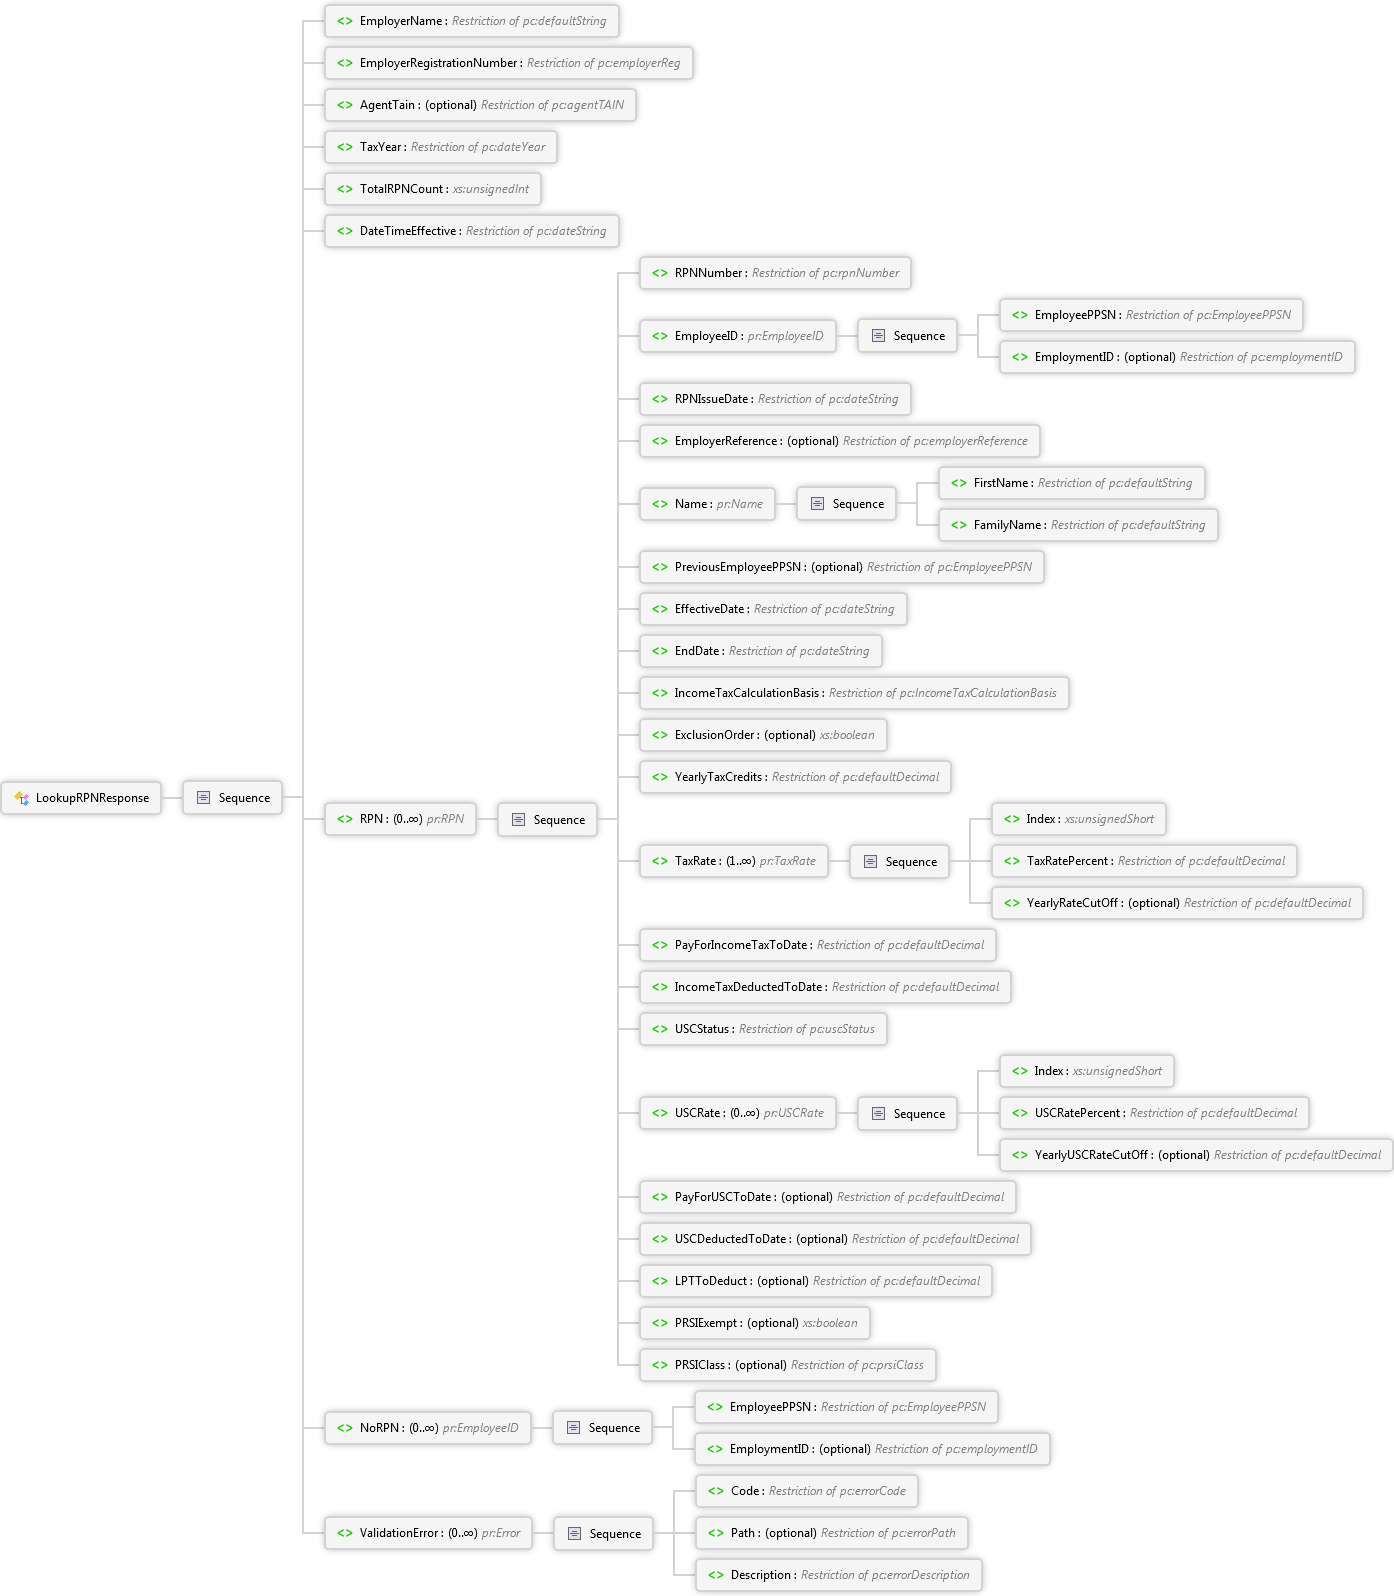 <> EmployerName : Restriction of pc:defaultString
<> EmployerRegistrationNumber : Restriction of pc:employerReg
<> AgentTain : (optional) Restriction of pc:agentTAIN
<> TaxYear : Restriction of pc:dateYear
<> TotalRPNCount : xs:unsignedInt
<> DateTimeEffective : Restriction of pc:dateString
<> RPNNumber : Restriction of pc:rpnNumber
<> EmployeePPSN : Restriction of pc:EmployeePPSN
<> EmployeeID : pr:EmployeeID Sequence
<> EmploymentID : (optional) Restriction of pc:employmentID
<> RPNIssueDate : Restriction of pc:dateString
<> EmployerReference : (optional) Restriction of pc:employerReference
<> FirstName : Restriction of pc:defaultString
<> Name : pr:Name Sequence
<> FamilyName : Restriction of pc:defaultString
<> PreviousEmployeePPSN : (optional) Restriction of pc:EmployeePPSN
<> EffectiveDate : Restriction of pc:dateString
<> EndDate : Restriction of pc:dateString
<> IncomeTaxCalculationBasis : Restriction of pc:IncomeTaxCalculationBasis
<> ExclusionOrder : (optional) xs:boolean
<> YearlyTaxCredits : Restriction of pc:defaultDecimal
LookupRPNResponse Sequence
<> RPN : (0..∞) pr:RPN Sequence
<> Index : xs:unsignedShort
<> TaxRate : (1..∞) pr:TaxRate Sequence
<> TaxRatePercent : Restriction of pc:defaultDecimal
<> YearlyRateCutOff : (optional) Restriction of pc:defaultDecimal
<> PayForIncomeTaxToDate : Restriction of pc:defaultDecimal
<> IncomeTaxDeductedToDate : Restriction of pc:defaultDecimal
<> USCStatus : Restriction of pc:uscStatus
<> Index : xs:unsignedShort
<> USCRate : (0..∞) pr:USCRate Sequence
<> USCRatePercent : Restriction of pc:defaultDecimal
<> YearlyUSCRateCutOff : (optional) Restriction of pc:defaultDecimal
<> PayForUSCToDate : (optional) Restriction of pc:defaultDecimal
<> USCDeductedToDate : (optional) Restriction of pc:defaultDecimal
<> LPTToDeduct : (optional) Restriction of pc:defaultDecimal
<> PRSIExempt : (optional) xs:boolean
<> PRSIClass : (optional) Restriction of pc:prsiClass
<> EmployeePPSN : Restriction of pc:EmployeePPSN
<> NoRPN : (0..∞) pr:EmployeeID Sequence
<> EmploymentID : (optional) Restriction of pc:employmentID
<> Code : Restriction of pc:errorCode
<> ValidationError : (0..∞) pr:Error Sequence
<> Path : (optional) Restriction of pc:errorPath
<> Description : Restriction of pc:errorDescription